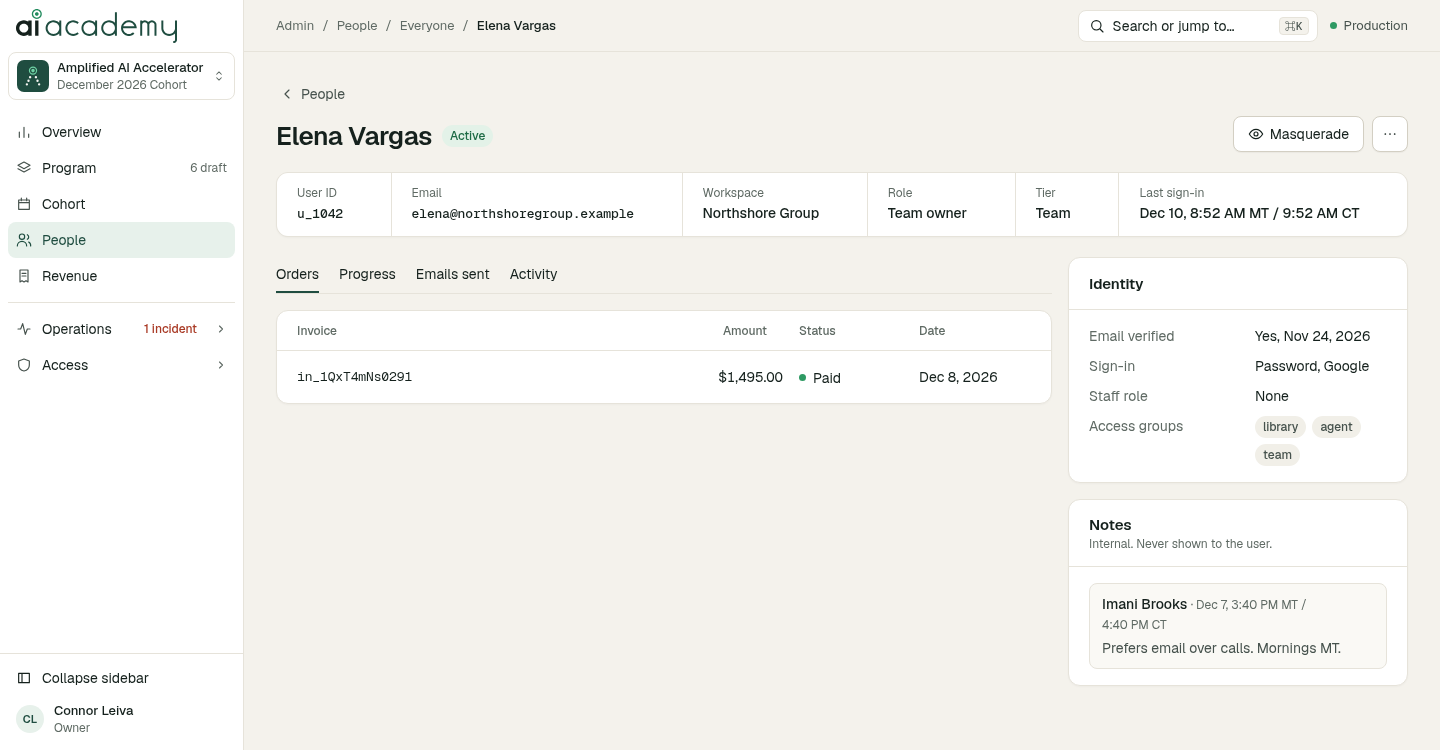 ai academy
Amplified AI Accelerator
December 2026 Cohort
Overview
Program 6 draft
Cohort
People
Revenue
Operations 1 incident
Access
Collapse sidebar
CL
Connor Leiva
Owner
Admin / People / Everyone / Elena Vargas
Search or jump to… ⌘K
Production
People
Elena Vargas Active
Masquerade ···
User ID
u_1042
Email
elena@northshoregroup.example
Workspace
Northshore Group
Role
Team owner
Tier
Team
Last sign-in
Dec 10, 8:52 AM MT / 9:52 AM CT
Orders Progress Emails sent Activity
Invoice Amount Status Date
in_1QxT4mNs0291 $1,495.00 Paid Dec 8, 2026
Identity
Email verified Yes, Nov 24, 2026
Sign-in Password, Google
Staff role None
Access groups library agent
team
Notes
Internal. Never shown to the user.
Imani Brooks · Dec 7, 3:40 PM MT /
4:40 PM CT
Prefers email over calls. Mornings MT.